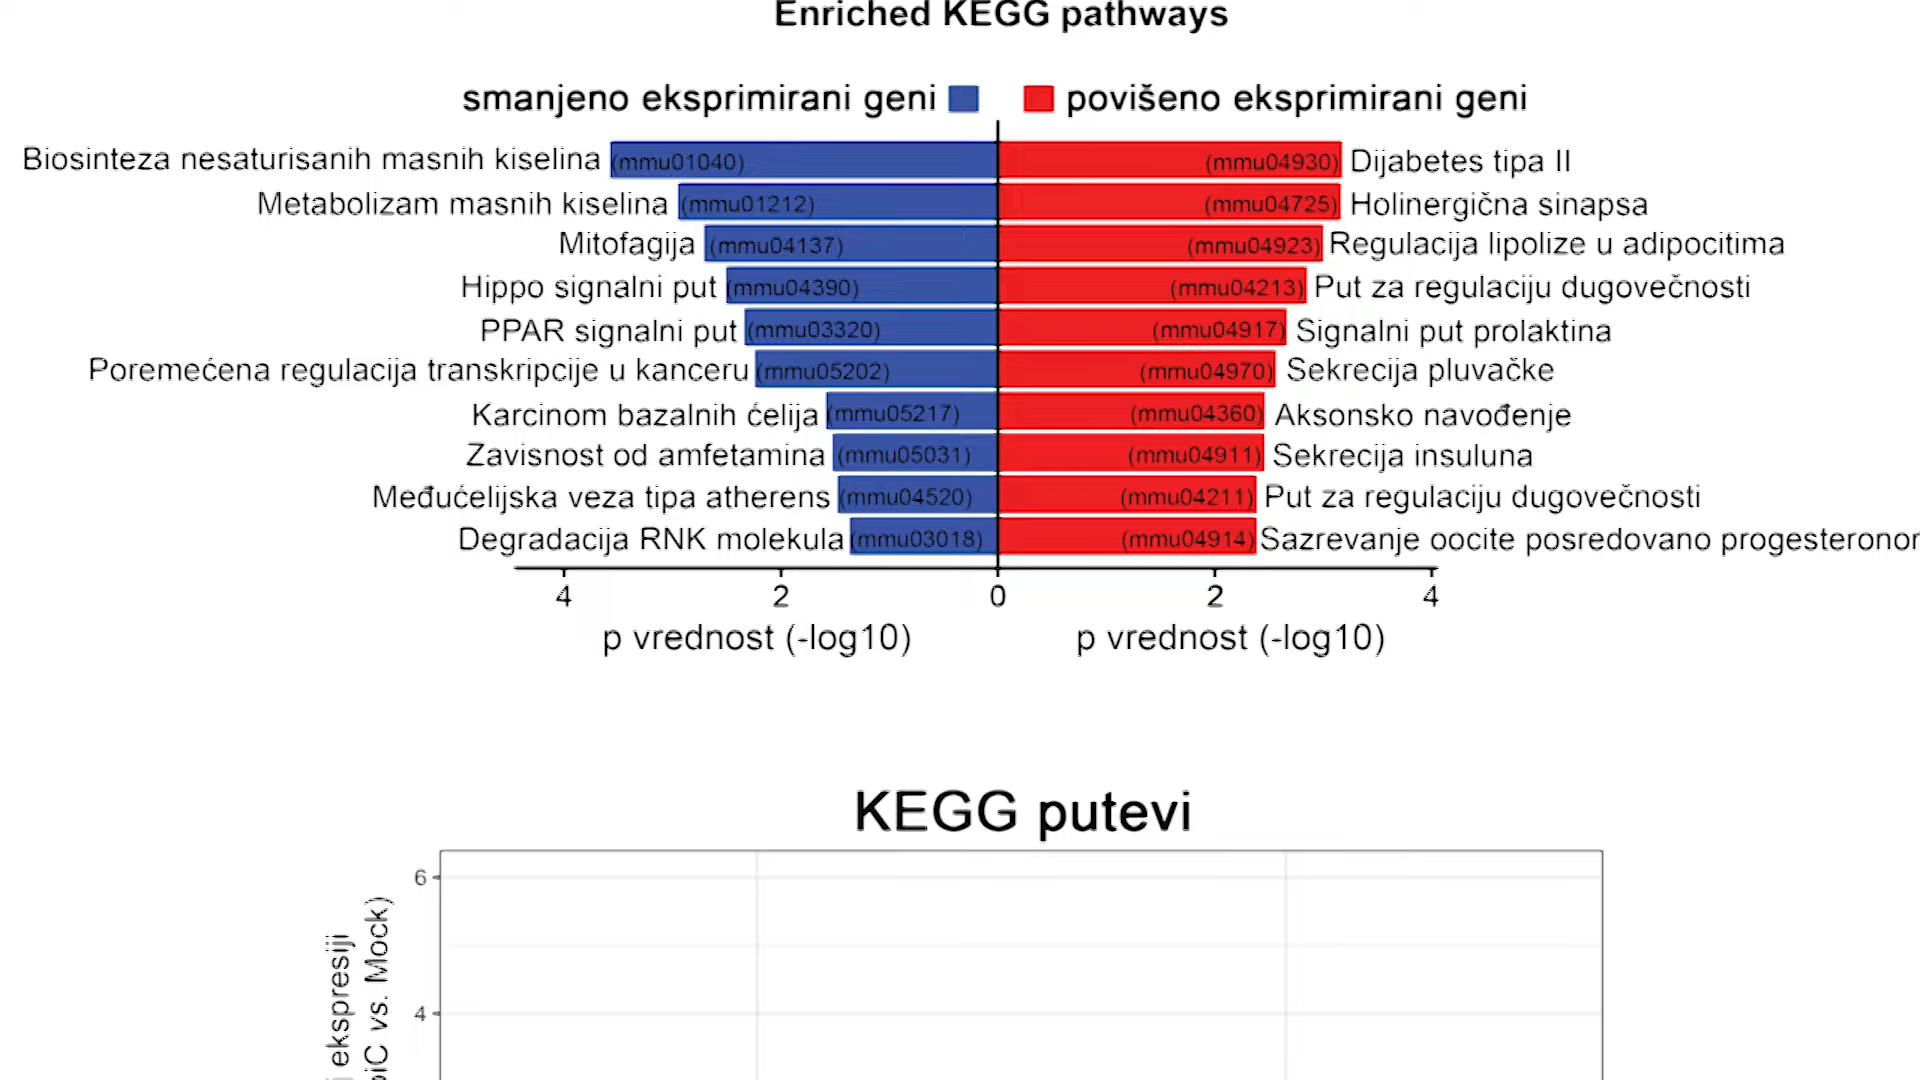 Enriched KEGG pathways
smanjeno eksprimirani geni povišeno eksprimirani geni
Biosinteza nesaturisanih masnih kiselina (mmu01040) (mmu04930) Dijabetes tipa II
Metabolizam masnih kiselina (mmu01212) (mmu04725) Holinergična sinapsa
Mitofagija (mmu04137) (mmu04923) Regulacija lipolize u adipocitima
Hippo signalni put (mmu04390) (mmu04213) Put za regulaciju dugovečnosti
PPAR signalni put (mmu03320) (mmu04917) Signalni put prolaktina
Poremećena regulacija transkripcije u kanceru (mmu05202) (mmu04970) Sekrecija pluvačke
Karcinom bazalnih ćelija (mmu05217) (mmu04360) Aksonsko navođenje
Zavisnost od amfetamina (mmu05031) (mmu04911) Sekrecija insuluna
Međućelijska veza tipa atherens (mmu04520) (mmu04211) Put za regulaciju dugovečnosti
Degradacija RNK molekula (mmu03018) (mmu04914) Sazrevanje oocite posredovano
4 2 0 2 4
p vrednost (-log10) p vrednost (-log10)
KEGG putevi
6
4
ekspresiji
vs. Mock)